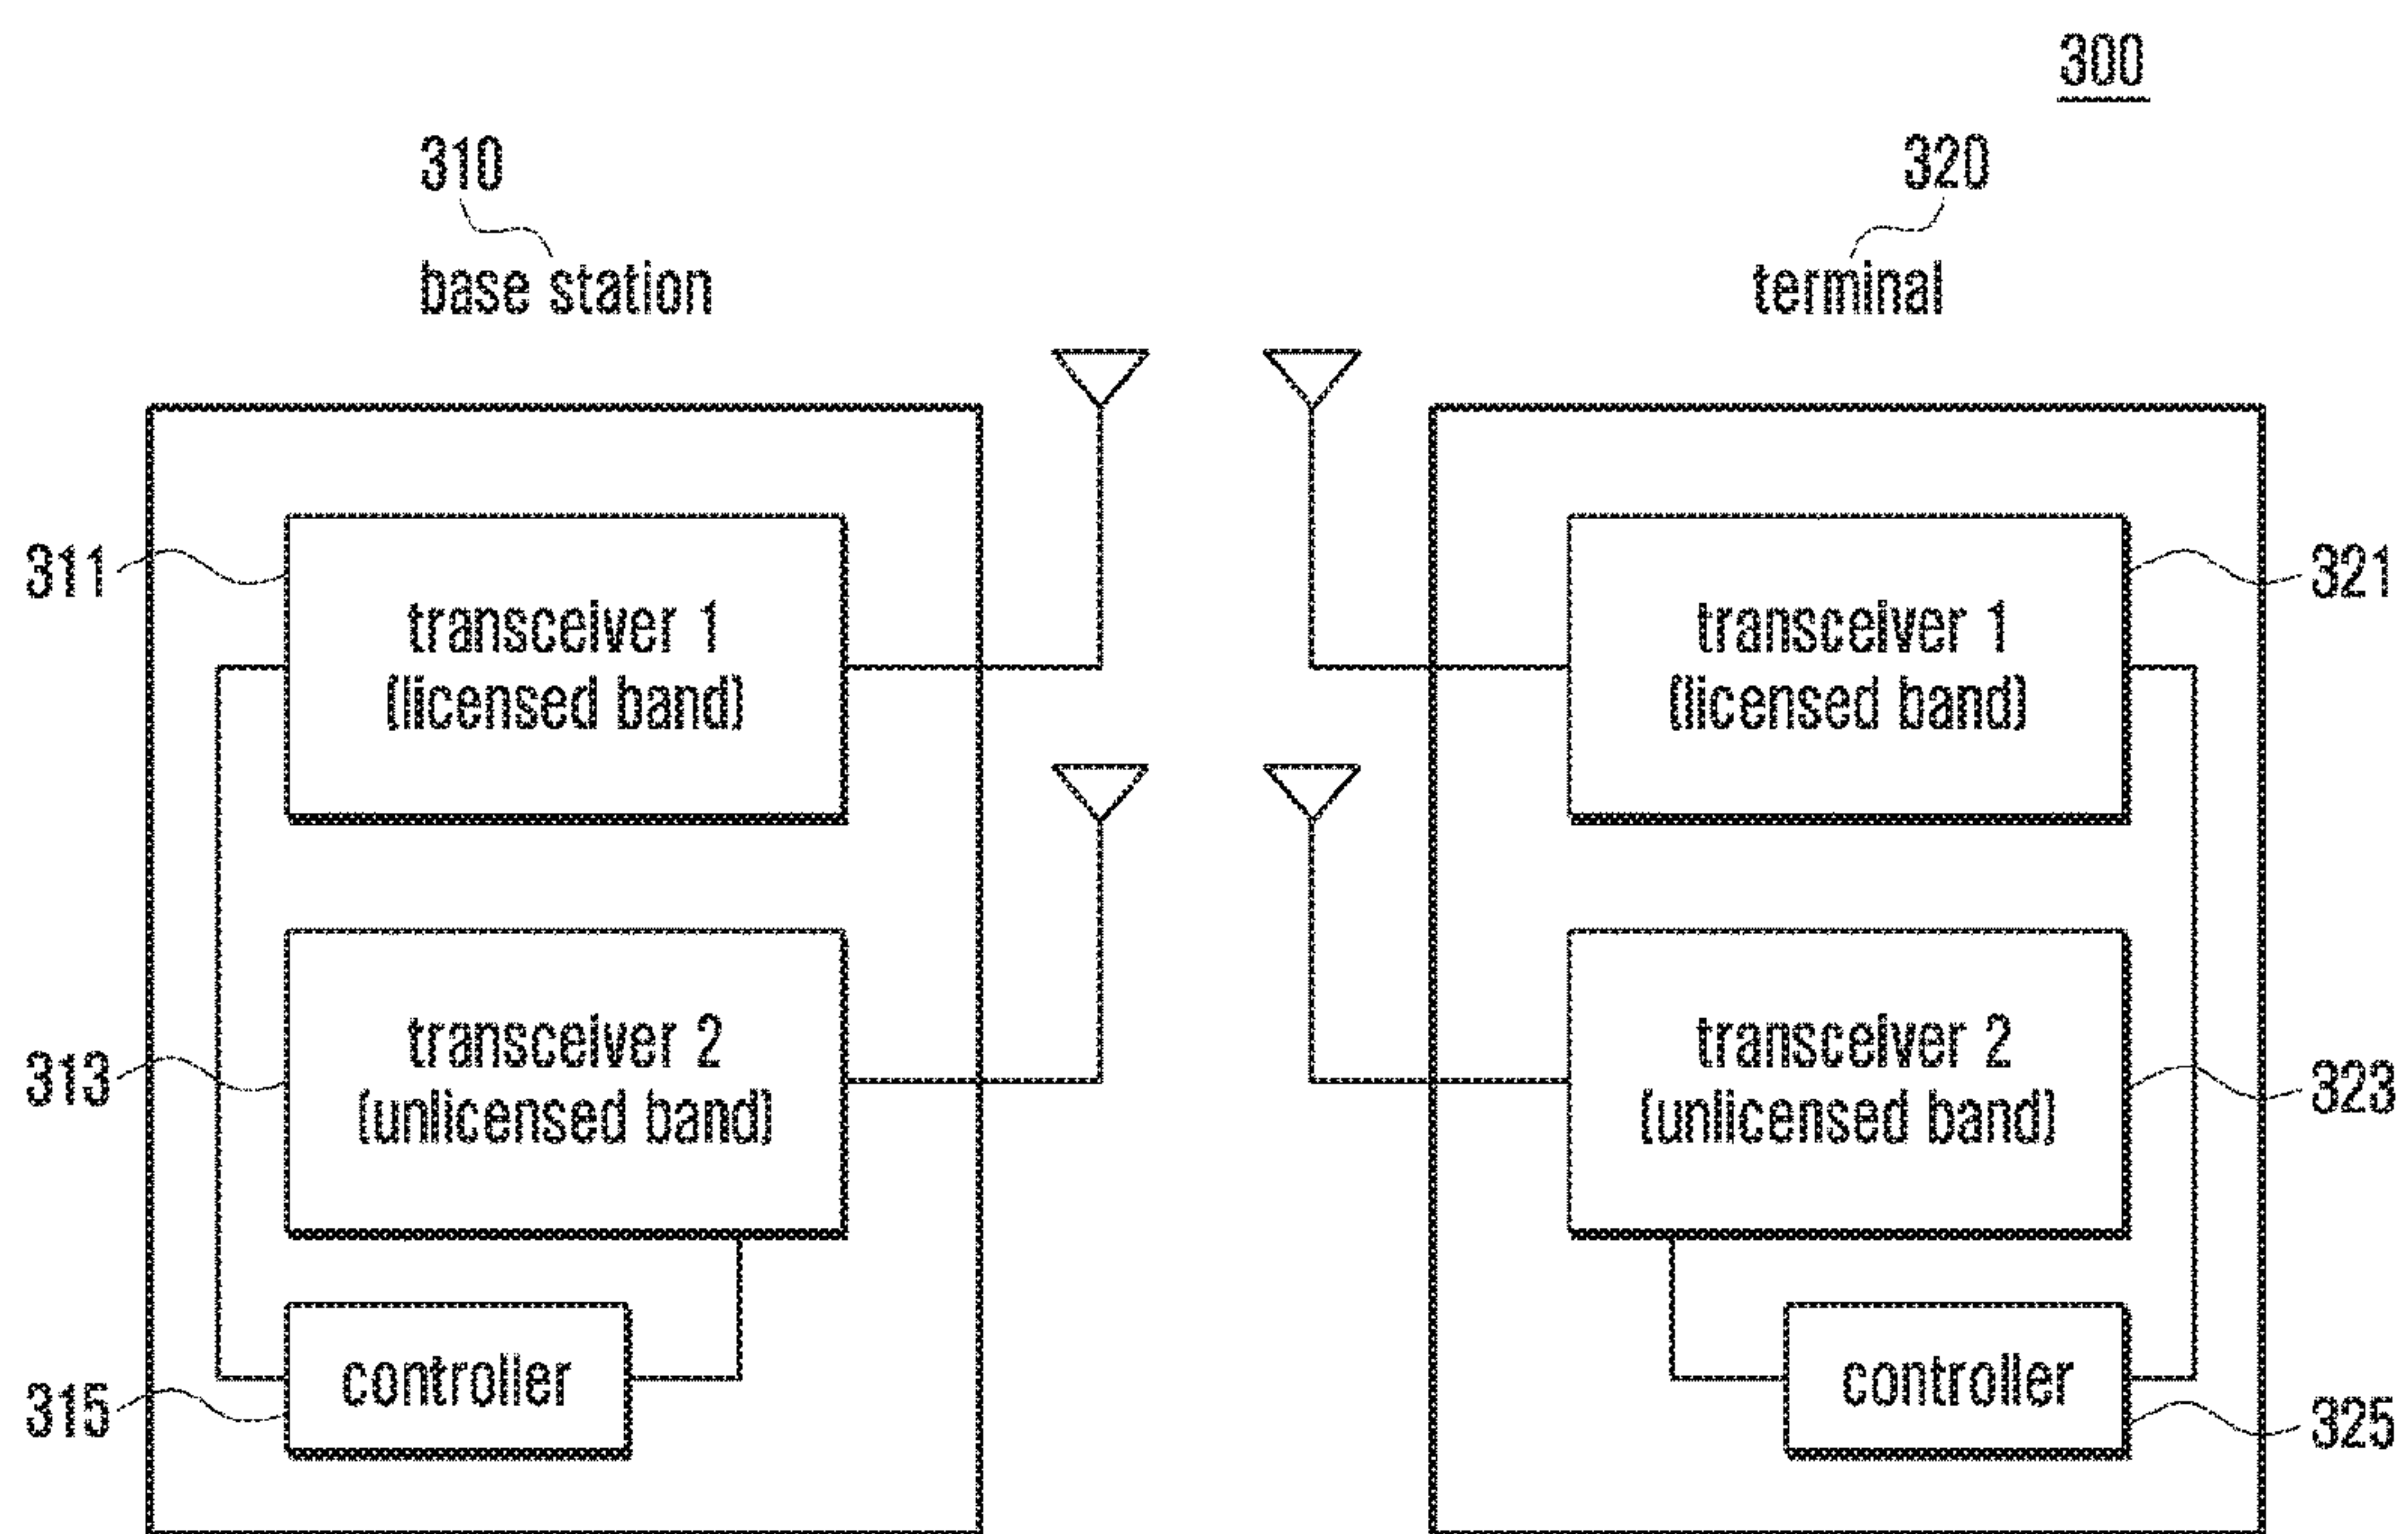 300
310
base station
320
terminal
311
transceiver 1
(licensed band)
313
transceiver 2
(unlicensed band)
315
controller
transceiver 1
(licensed band)
321
transceiver 2
(unlicensed band)
323
controller
325